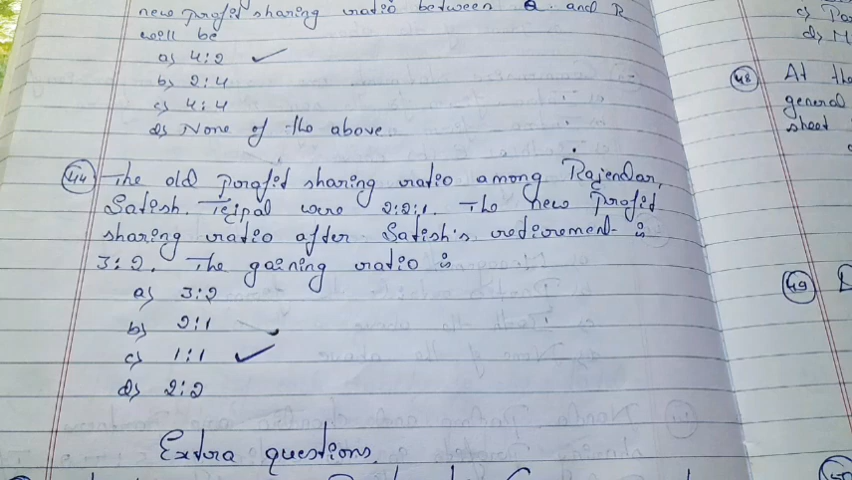 new profit sharing ratio between Q and R
will be
a) 4:2 ✓
b) 2:4
c) 4:4
d) None of the above
c)
d)
44 The old profit sharing ratio among Rajendar,
Satish, Tejpal were 2:2:1. The new Profit
sharing ratio after Satish's retirement is
3:2. The gaining ratio is
a) 3:2
b) 2:1
c) 1:1 ✓
d) 2:2
Extra questions.
48 At the
general
sheet
49